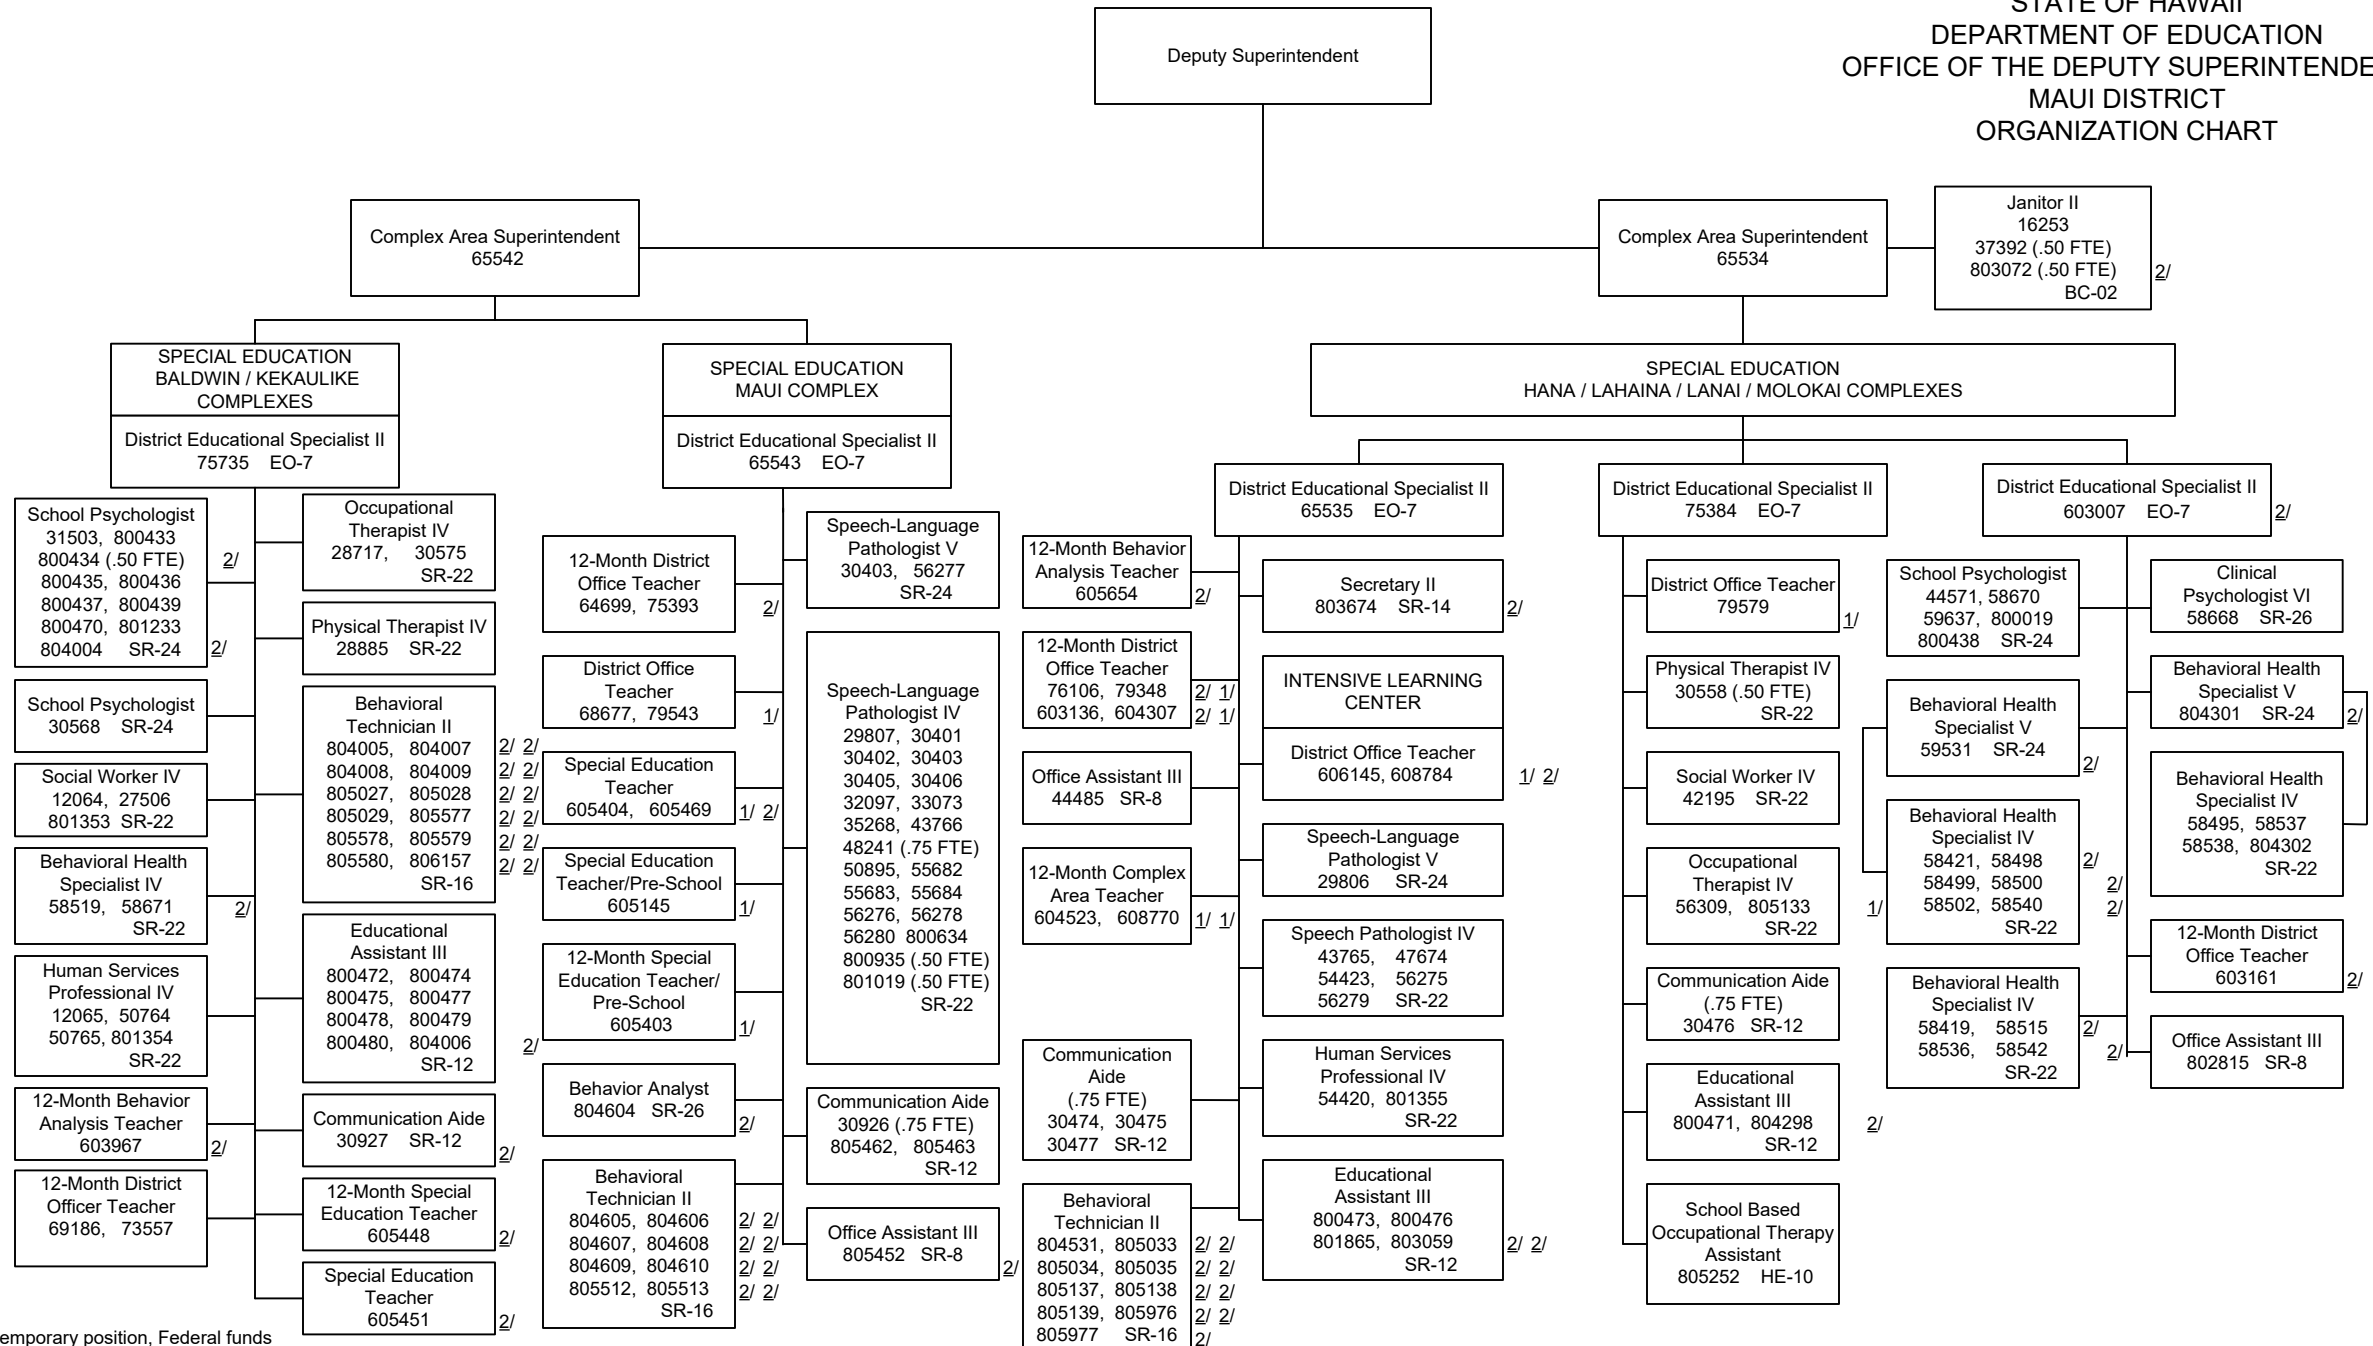 STATE OF HAWAII
DEPARTMENT OF EDUCATION
OFFICE OF THE DEPUTY SUPERINTENDE
MAUI DISTRICT
ORGANIZATION CHART
Deputy Superintendent
Complex Area Superintendent
65542
Complex Area Superintendent
65534
Janitor II
16253
37392 (.50 FTE)
803072 (.50 FTE)
BC-02
2/
SPECIAL EDUCATION
BALDWIN / KEKAULIKE
COMPLEXES
District Educational Specialist II
75735 EO-7
School Psychologist
31503, 800433
800434 (.50 FTE)
800435, 800436
800437, 800439
800470, 801233
804004 SR-24
2/
2/
School Psychologist
30568 SR-24
Social Worker IV
12064, 27506
801353 SR-22
Behavioral Health
Specialist IV
58519, 58671
SR-22
2/
Human Services
Professional IV
12065, 50764
50765, 801354
SR-22
12-Month Behavior
Analysis Teacher
603967
2/
12-Month District
Officer Teacher
69186, 73557
Occupational
Therapist IV
28717, 30575
SR-22
Physical Therapist IV
28885 SR-22
Behavioral
Technician II
804005, 804007
804008, 804009
805027, 805028
805029, 805577
805578, 805579
805580, 806157
SR-16
2/ 2/
2/ 2/
2/ 2/
2/ 2/
2/ 2/
2/ 2/
Educational
Assistant III
800472, 800474
800475, 800477
800478, 800479
800480, 804006
SR-12
2/
Communication Aide
30927 SR-12
2/
12-Month Special
Education Teacher
605448
2/
Special Education
Teacher
605451
2/
SPECIAL EDUCATION
MAUI COMPLEX
District Educational Specialist II
65543 EO-7
12-Month District
Office Teacher
64699, 75393
2/
District Office
Teacher
68677, 79543
1/
Special Education
Teacher
605404, 605469
1/ 2/
Special Education
Teacher/Pre-School
605145
1/
12-Month Special
Education Teacher/
Pre-School
605403
1/
Behavior Analyst
804604 SR-26
2/
Behavioral
Technician II
804605, 804606
804607, 804608
804609, 804610
805512, 805513
SR-16
2/ 2/
2/ 2/
2/ 2/
2/ 2/
Speech-Language
Pathologist V
30403, 56277
SR-24
Speech-Language
Pathologist IV
29807, 30401
30402, 30403
30405, 30406
32097, 33073
35268, 43766
48241 (.75 FTE)
50895, 55682
55683, 55684
56276, 56278
56280 800634
800935 (.50 FTE)
801019 (.50 FTE)
SR-22
Communication Aide
30926 (.75 FTE)
805462, 805463
SR-12
Office Assistant III
805452 SR-8
2/
SPECIAL EDUCATION
HANA / LAHAINA / LANAI / MOLOKAI COMPLEXES
District Educational Specialist II
65535 EO-7
12-Month Behavior
Analysis Teacher
605654
2/
12-Month District
Office Teacher
76106, 79348
603136, 604307
2/ 1/
2/ 1/
Office Assistant III
44485 SR-8
12-Month Complex
Area Teacher
604523, 608770
1/ 1/
Communication
Aide
(.75 FTE)
30474, 30475
30477 SR-12
Behavioral
Technician II
804531, 805033
805034, 805035
805137, 805138
805139, 805976
805977 SR-16
2/ 2/
2/ 2/
2/ 2/
2/ 2/
2/
Secretary II
803674 SR-14
2/
INTENSIVE LEARNING
CENTER
District Office Teacher
606145, 608784
1/ 2/
Speech-Language
Pathologist V
29806 SR-24
Speech Pathologist IV
43765, 47674
54423, 56275
56279 SR-22
Human Services
Professional IV
54420, 801355
SR-22
Educational
Assistant III
800473, 800476
801865, 803059
SR-12
2/ 2/
District Educational Specialist II
75384 EO-7
District Office Teacher
79579
1/
Physical Therapist IV
30558 (.50 FTE)
SR-22
Social Worker IV
42195 SR-22
Occupational
Therapist IV
56309, 805133
SR-22
1/
Communication Aide
(.75 FTE)
30476 SR-12
Educational
Assistant III
800471, 804298
SR-12
2/
School Based
Occupational Therapy
Assistant
805252 HE-10
District Educational Specialist II
603007 EO-7
2/
School Psychologist
44571, 58670
59637, 800019
800438 SR-24
Behavioral Health
Specialist V
59531 SR-24
2/
Behavioral Health
Specialist IV
58421, 58498
58499, 58500
58502, 58540
SR-22
2/
2/
2/
Behavioral Health
Specialist IV
58419, 58515
58536, 58542
SR-22
2/
2/
Clinical
Psychologist VI
58668 SR-26
Behavioral Health
Specialist V
804301 SR-24
2/
Behavioral Health
Specialist IV
58495, 58537
58538, 804302
SR-22
12-Month District
Office Teacher
603161
2/
Office Assistant III
802815 SR-8
emporary position, Federal funds